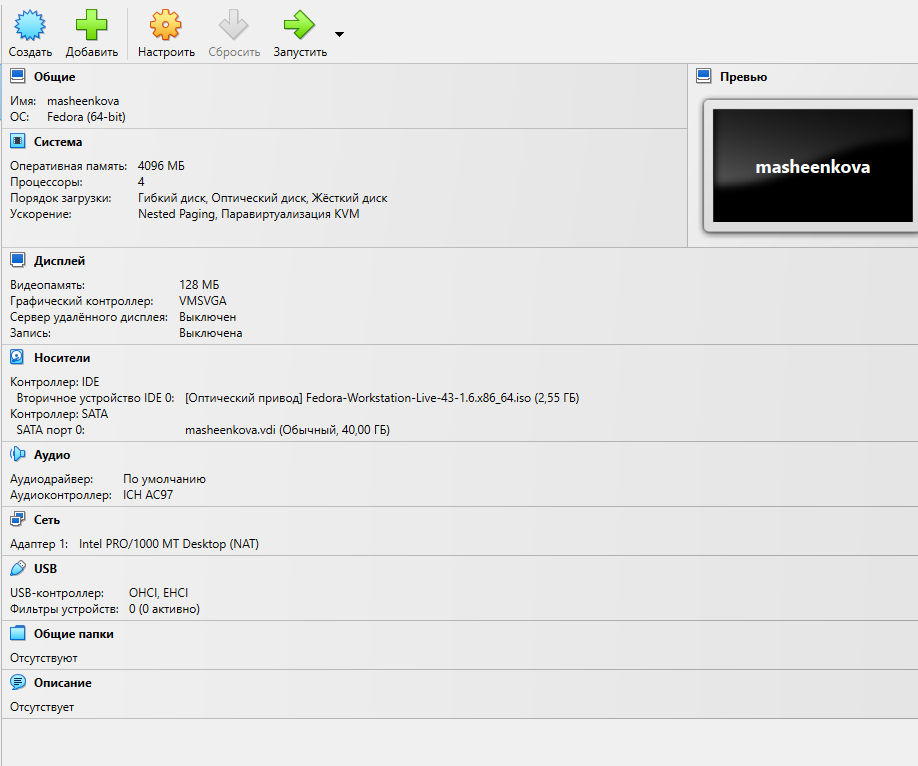 Создать Добавить Настроить Сбросить Запустить
Общие
Имя: masheenkova
ОС: Fedora (64-bit)
Превью
masheenkova
Система
Оперативная память: 4096 МБ
Процессоры: 4
Порядок загрузки: Гибкий диск, Оптический диск, Жёсткий диск
Ускорение: Nested Paging, Паравиртуализация KVM
Дисплей
Видеопамять: 128 МБ
Графический контроллер: VMSVGA
Сервер удалённого дисплея: Выключен
Запись: Выключена
Носители
Контроллер: IDE
Вторичное устройство IDE 0: [Оптический привод] Fedora-Workstation-Live-43-1.6.x86_64.iso (2,55 ГБ)
Контроллер: SATA
SATA порт 0: masheenkova.vdi (Обычный, 40,00 ГБ)
Аудио
Аудиодрайвер: По умолчанию
Аудиоконтроллер: ICH AC97
Сеть
Адаптер 1: Intel PRO/1000 MT Desktop (NAT)
USB
USB-контроллер: OHCI, EHCI
Фильтры устройств: 0 (0 активно)
Общие папки
Отсутствуют
Описание
Отсутствует